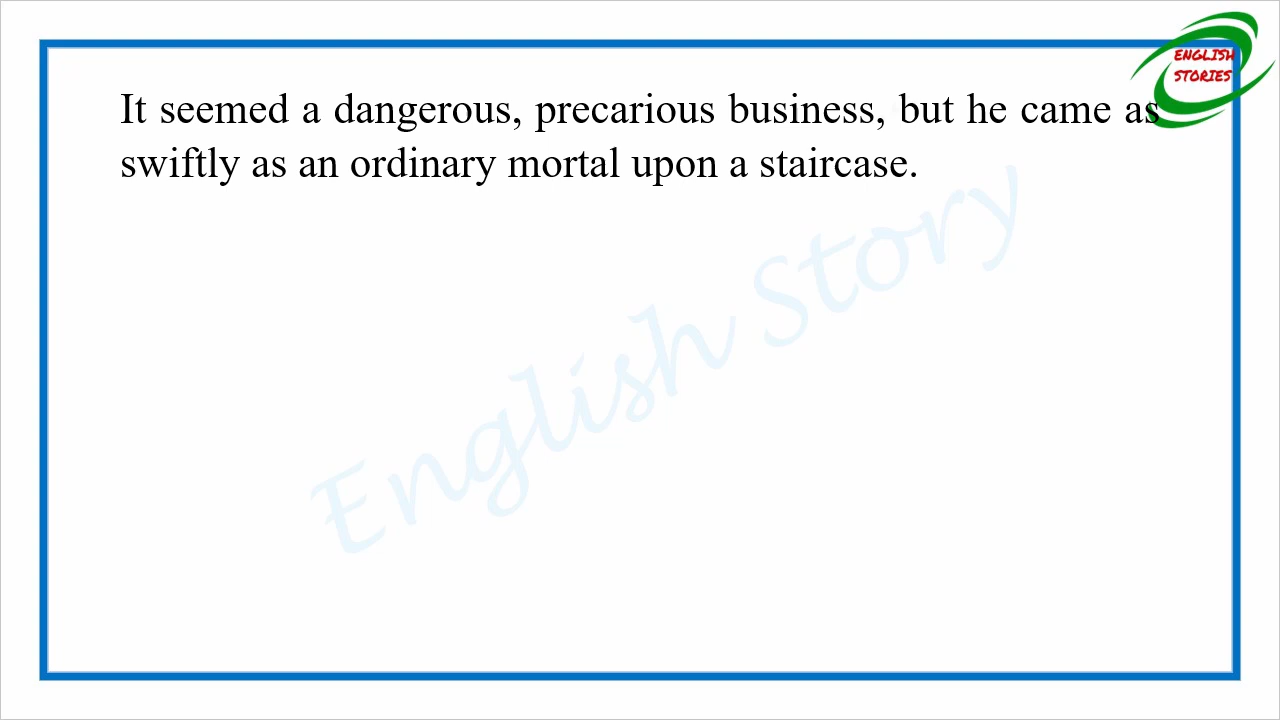 ENGLISH
STORIES
It seemed a dangerous, precarious business, but he came as
swiftly as an ordinary mortal upon a staircase.
English Story